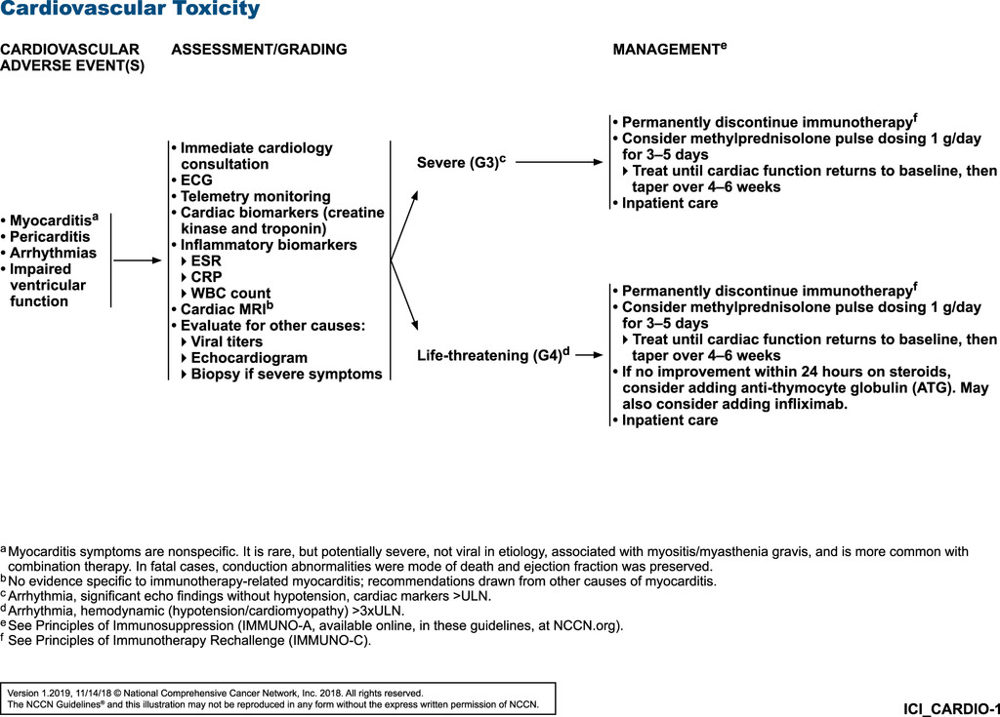 Cardiovascular Toxicity
CARDIOVASCULAR
ADVERSE EVENT(S)
ASSESSMENT/GRADING
MANAGEMENTe
• Myocarditisa
• Pericarditis
• Arrhythmias
• Impaired
ventricular
function
• Immediate cardiology
consultation
• ECG
• Telemetry monitoring
• Cardiac biomarkers (creatine
kinase and troponin)
• Inflammatory biomarkers
▸ ESR
▸ CRP
▸ WBC count
• Cardiac MRIb
• Evaluate for other causes:
▸ Viral titers
▸ Echocardiogram
▸ Biopsy if severe symptoms
Severe (G3)c
• Permanently discontinue immunotherapyf
• Consider methylprednisolone pulse dosing 1 g/day
for 3–5 days
▸ Treat until cardiac function returns to baseline, then
taper over 4–6 weeks
• Inpatient care
Life-threatening (G4)d
• Permanently discontinue immunotherapyf
• Consider methylprednisolone pulse dosing 1 g/day
for 3–5 days
▸ Treat until cardiac function returns to baseline, then
taper over 4–6 weeks
• If no improvement within 24 hours on steroids,
consider adding anti-thymocyte globulin (ATG). May
also consider adding infliximab.
• Inpatient care
a Myocarditis symptoms are nonspecific. It is rare, but potentially severe, not viral in etiology, associated with myositis/myasthenia gravis, and is more common with
combination therapy. In fatal cases, conduction abnormalities were mode of death and ejection fraction was preserved.
b No evidence specific to immunotherapy-related myocarditis; recommendations drawn from other causes of myocarditis.
c Arrhythmia, significant echo findings without hypotension, cardiac markers >ULN.
d Arrhythmia, hemodynamic (hypotension/cardiomyopathy) >3xULN.
e See Principles of Immunosuppression (IMMUNO-A, available online, in these guidelines, at NCCN.org).
f See Principles of Immunotherapy Rechallenge (IMMUNO-C).
Version 1.2019, 11/14/18 © National Comprehensive Cancer Network, Inc. 2018. All rights reserved.
The NCCN Guidelines® and this illustration may not be reproduced in any form without the express written permission of NCCN.
ICI_CARDIO-1